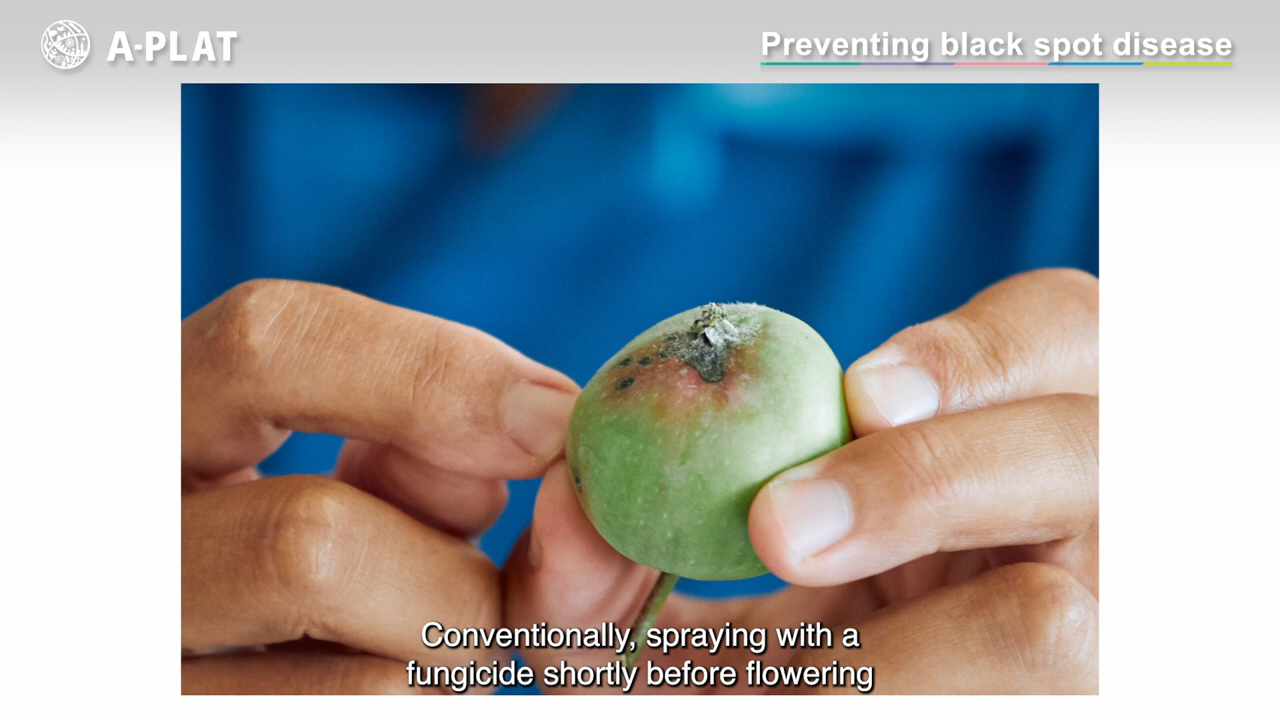 A-PLAT
Preventing black spot disease
Conventionally, spraying with a
fungicide shortly before flowering